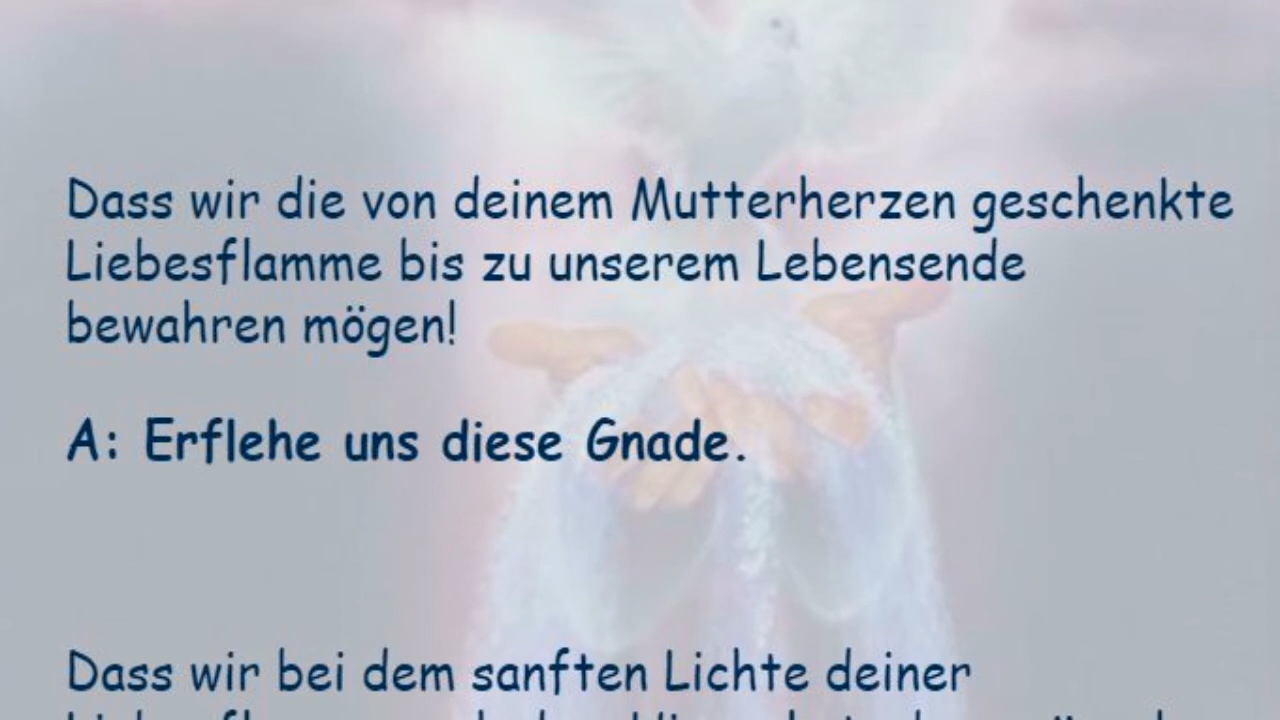 Dass wir die von deinem Mutterherzen geschenkte
Liebesflamme bis zu unserem Lebensende
bewahren mögen!
A: Erflehe uns diese Gnade.
Dass wir bei dem sanften Lichte deiner